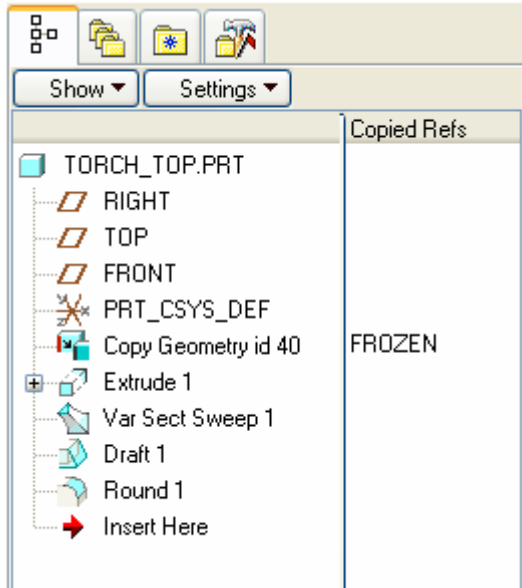 Show Settings
Copied Refs
TORCH_TOP.PRT
RIGHT
TOP
FRONT
PRT_CSYS_DEF
Copy Geometry id 40 FROZEN
Extrude 1
Var Sect Sweep 1
Draft 1
Round 1
Insert Here